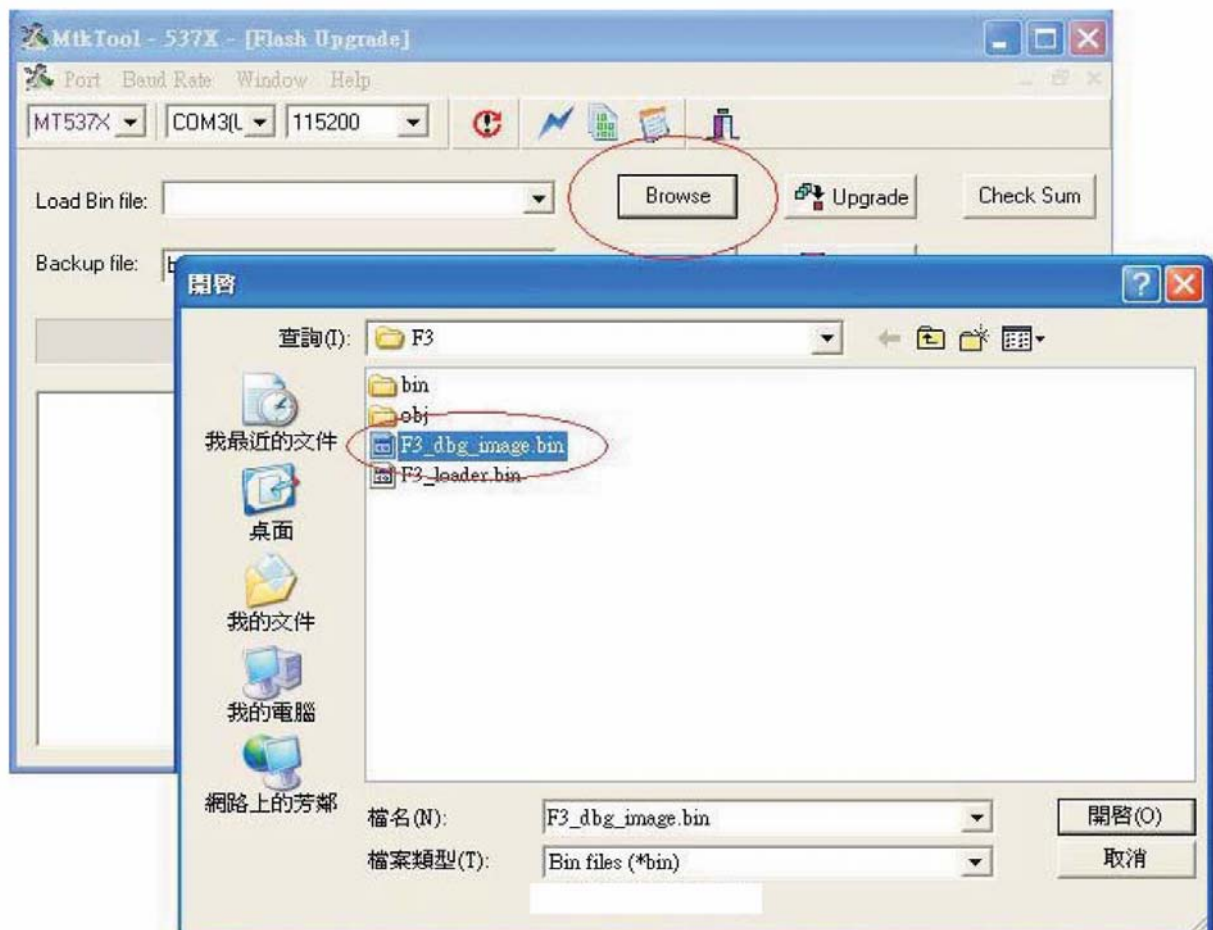 MtkTool - 537X - [Flash Upgrade]
Port Baud Rate Window Help
MT537X COM3(L 115200
Load Bin file: Browse Upgrade Check Sum
Backup file:
開啓
查詢(I): F3
我最近的文件
桌面
我的文件
我的電腦
網路上的芳鄰
bin
obj
F3_dbg_image.bin
F3_loader.bin
檔名(N): F3_dbg_image.bin 開啓(O)
檔案類型(T): Bin files (*bin) 取消